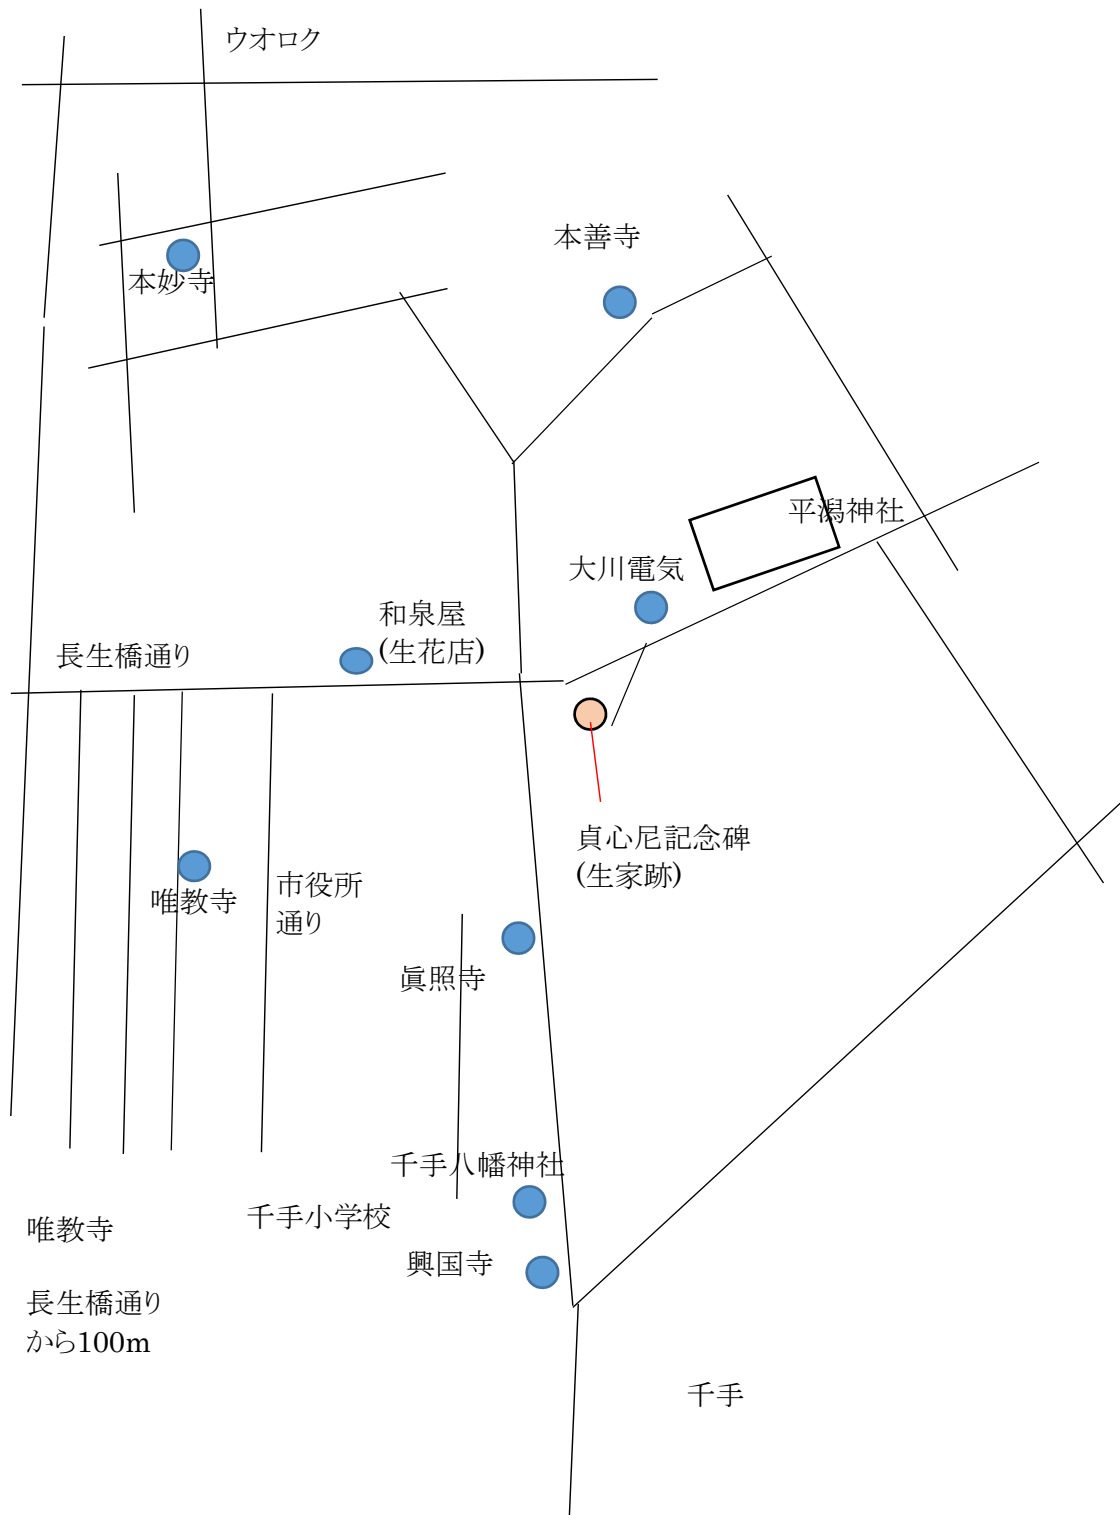 ウオロク
本善寺
本妙寺
平潟神社
大川電気
和泉屋
(生花店)
長生橋通り
貞心尼記念碑
(生家跡)
市役所
通り
唯教寺
眞照寺
千手八幡神社
千手小学校
唯教寺
興国寺
長生橋通り
から100m
千手